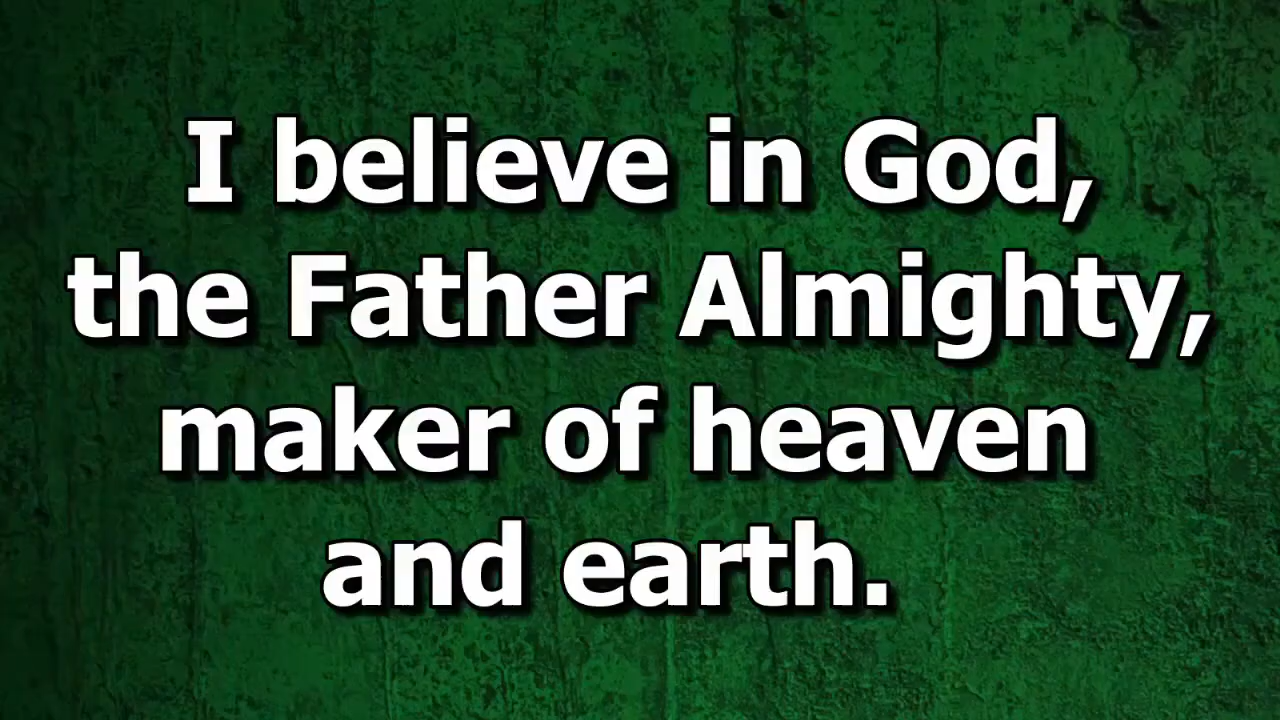 I believe in God,
the Father Almighty,
maker of heaven
and earth.